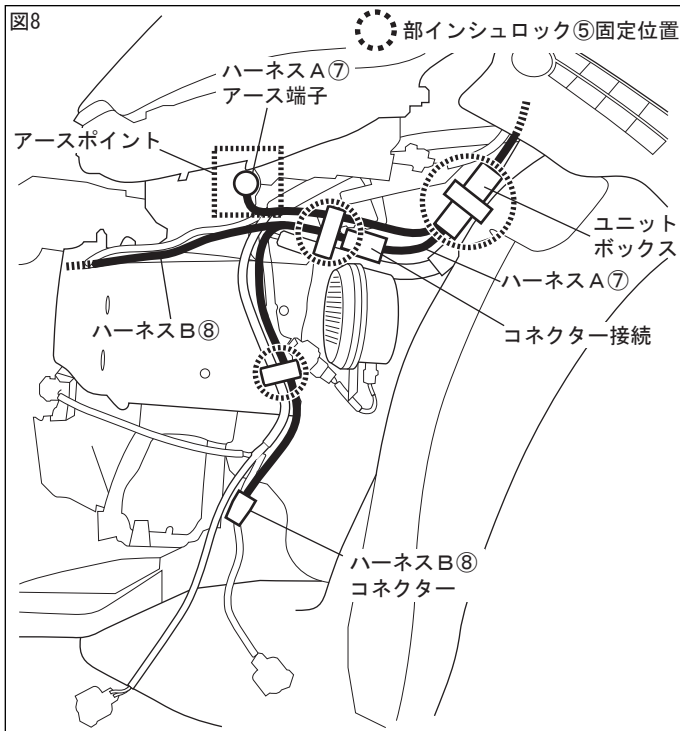 図8
部インシュロック⑤固定位置
ハーネスA⑦
アース端子
アースポイント
ユニット
ボックス
ハーネスA⑦
ハーネスB⑧
コネクター接続
ハーネスB⑧
コネクター